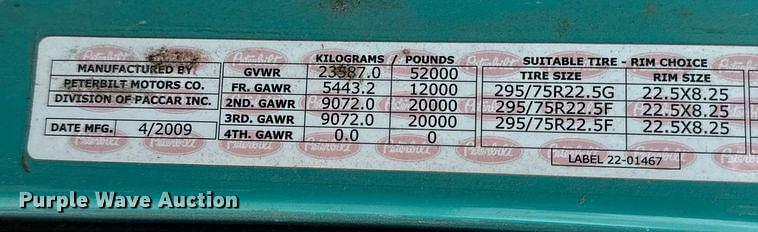 KILOGRAMS / POUNDS SUITABLE TIRE - RIM CHOICE
MANUFACTURED BY GVWR 23587.0 52000 TIRE SIZE RIM SIZE
PETERBILT MOTORS CO. FR. GAWR 5443.2 12000 295/75R22.5G 22.5X8.25
DIVISION OF PACCAR INC. 2ND. GAWR 9072.0 20000 295/75R22.5F 22.5X8.25
3RD. GAWR 9072.0 20000 295/75R22.5F 22.5X8.25
DATE MFG. 4/2009 4TH. GAWR 0.0 0
LABEL 22-01467
Peterbilt
Purple Wave Auction